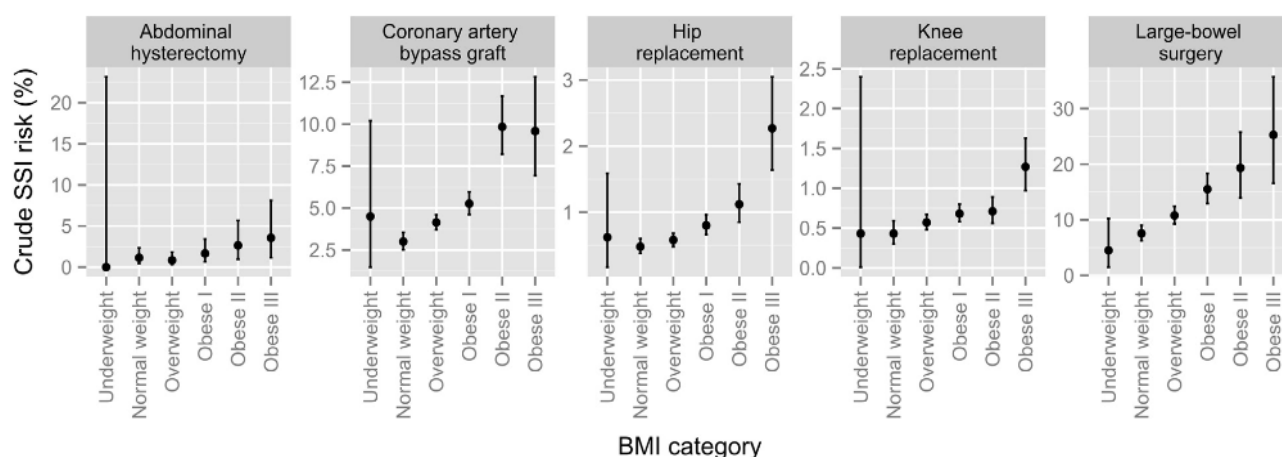 Abdominal
hysterectomy
Coronary artery
bypass graft
Hip
replacement
Knee
replacement
Large-bowel
surgery
Crude SSI risk (%)
20
15
10
5
0
12.5
10.0
7.5
5.0
2.5
3
2
1
2.5
2.0
1.5
1.0
0.5
0.0
30
20
10
0
Underweight
Normal weight
Overweight
Obese I
Obese II
Obese III
Underweight
Normal weight
Overweight
Obese I
Obese II
Obese III
Underweight
Normal weight
Overweight
Obese I
Obese II
Obese III
Underweight
Normal weight
Overweight
Obese I
Obese II
Obese III
Underweight
Normal weight
Overweight
Obese I
Obese II
Obese III
BMI category